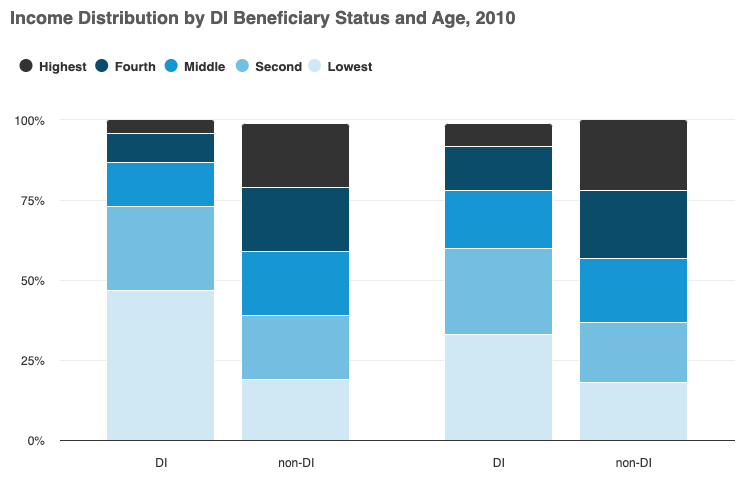 Income Distribution by DI Beneficiary Status and Age, 2010
Highest Fourth Middle Second Lowest
100%
75%
50%
25%
0%
DI non-DI DI non-DI